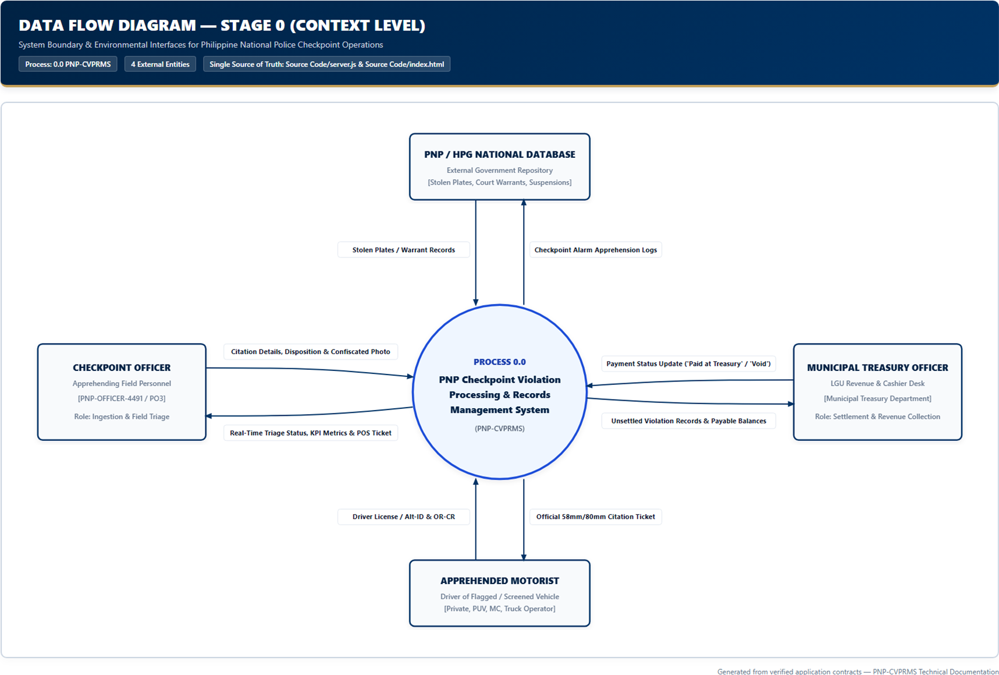 DATA FLOW DIAGRAM — STAGE 0 (CONTEXT LEVEL)
System Boundary & Environmental Interfaces for Philippine National Police Checkpoint Operations
Process: 0.0 PNP-CVPRMS
4 External Entities
Single Source of Truth: Source Code/server.js & Source Code/index.html
PNP / HPG NATIONAL DATABASE
External Government Repository
[Stolen Plates, Court Warrants, Suspensions]
Stolen Plates / Warrant Records
Checkpoint Alarm Apprehension Logs
CHECKPOINT OFFICER
Apprehending Field Personnel
[PNP-OFFICER-4491 / PO3]
Role: Ingestion & Field Triage
Citation Details, Disposition & Confiscated Photo
Real-Time Triage Status, KPI Metrics & POS Ticket
PROCESS 0.0
PNP Checkpoint Violation
Processing & Records
Management System
(PNP-CVPRMS)
Payment Status Update ('Paid at Treasury' / 'Void')
Unsettled Violation Records & Payable Balances
MUNICIPAL TREASURY OFFICER
LGU Revenue & Cashier Desk
[Municipal Treasury Department]
Role: Settlement & Revenue Collection
Driver License / Alt-ID & OR-CR
Official 58mm/80mm Citation Ticket
APPREHENDED MOTORIST
Driver of Flagged / Screened Vehicle
[Private, PUV, MC, Truck Operator]
Generated from verified application contracts — PNP-CVPRMS Technical Documentation